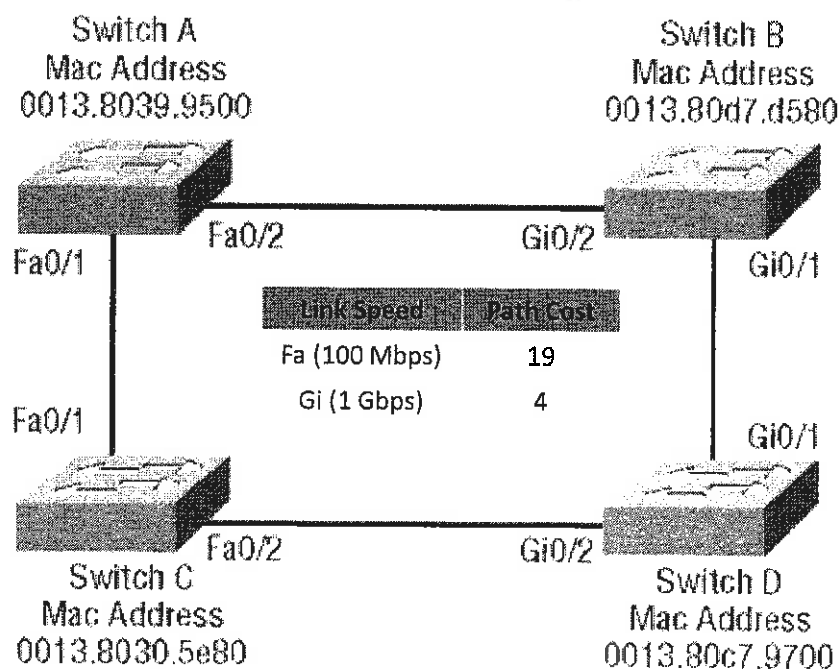 Switch A
Mac Address
0013.8039.9500
Switch B
Mac Address
0013.80d7.d580
Fa0/1
Fa0/2
Gi0/2
Gi0/1
Link Speed Path Cost
Fa (100 Mbps) 19
Gi (1 Gbps) 4
Fa0/1
Gi0/1
Fa0/2
Gi0/2
Switch C
Mac Address
0013.8030.5e80
Switch D
Mac Address
0013.80c7.9700